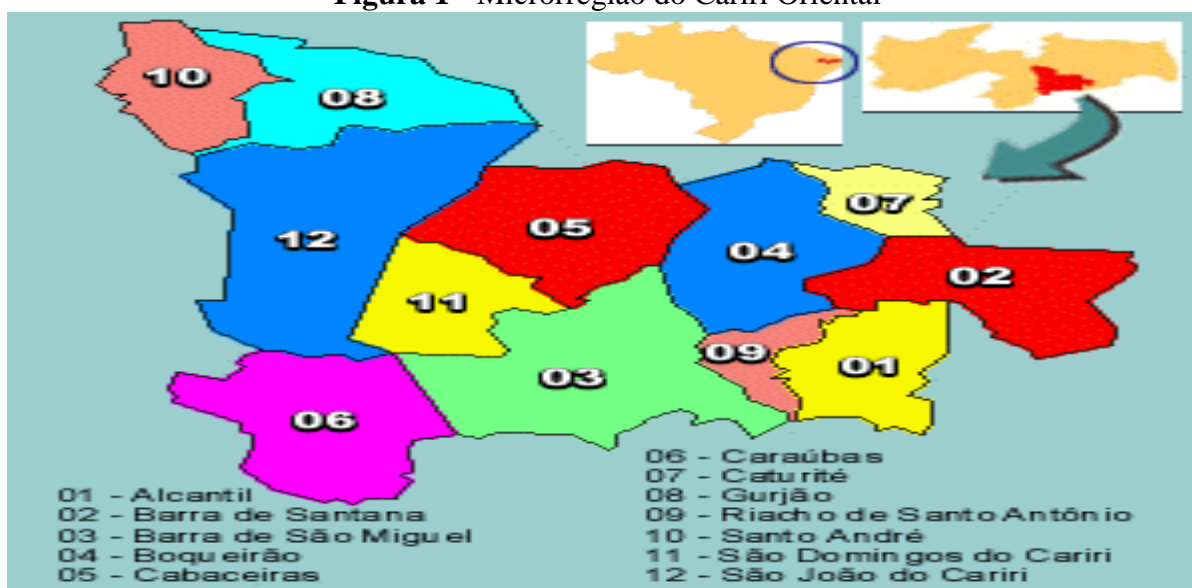 Figura 1 - Microrregião do Cariri Oriental
10
08
07
05
12
04
02
11
09
01
03
06
01 - Alcantil
02 - Barra de Santana
03 - Barra de São Miguel
04 - Boqueirão
05 - Cabaceiras
06 - Caraúbas
07 - Caturité
08 - Gurjão
09 - Riacho de Santo Antônio
10 - Santo André
11 - São Domingos do Cariri
12 - São João do Cariri